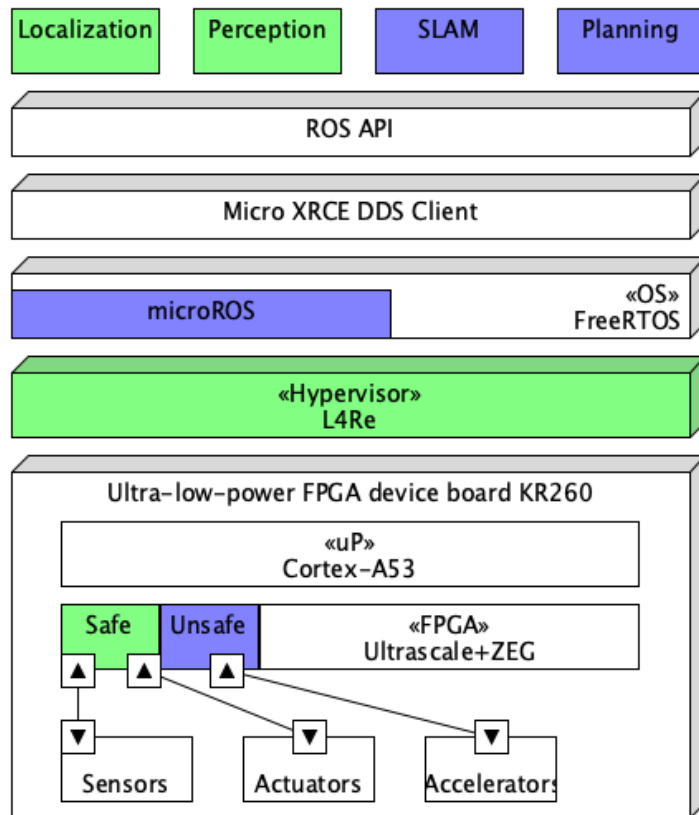 Localization
Perception
SLAM
Planning
ROS API
Micro XRCE DDS Client
microROS
«OS»
FreeRTOS
«Hypervisor»
L4Re
Ultra-low-power FPGA device board KR260
«uP»
Cortex-A53
Safe
Unsafe
«FPGA»
Ultrascale+ZEG
Sensors
Actuators
Accelerators